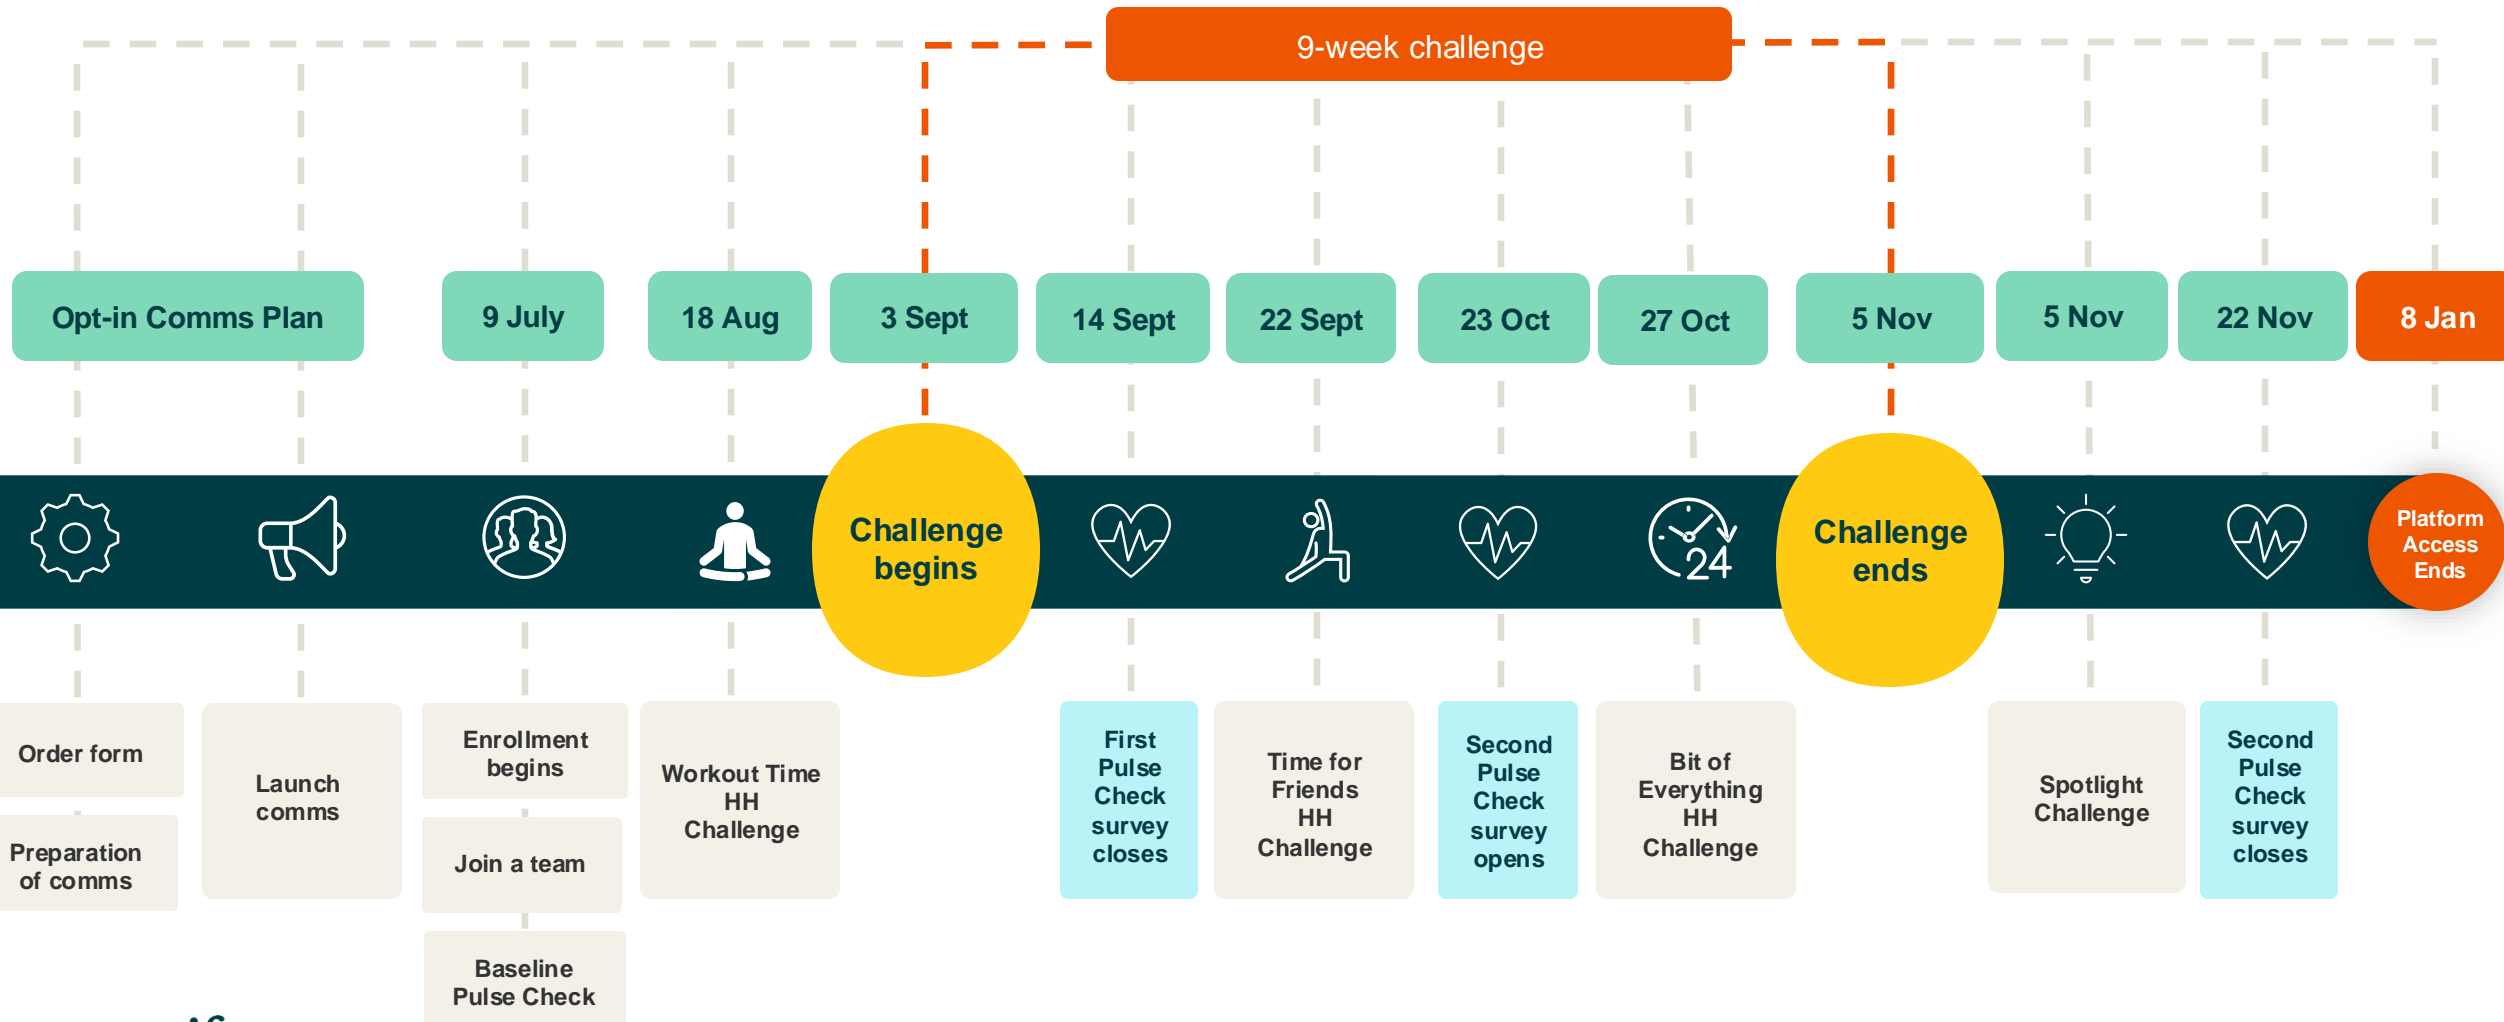 9-week challenge
Opt-in Comms Plan
9 July
18 Aug
3 Sept
14 Sept
22 Sept
23 Oct
27 Oct
5 Nov
5 Nov
22 Nov
8 Jan
24
Challenge
begins
Challenge
ends
Platform
Access
Ends
Order form
Preparation
of comms
Launch
comms
Enrollment
begins
Join a team
Baseline
Pulse Check
Workout Time
HH
Challenge
First
Pulse
Check
survey
closes
Time for
Friends
HH
Challenge
Second
Pulse
Check
survey
opens
Bit of
Everything
HH
Challenge
Spotlight
Challenge
Second
Pulse
Check
survey
closes